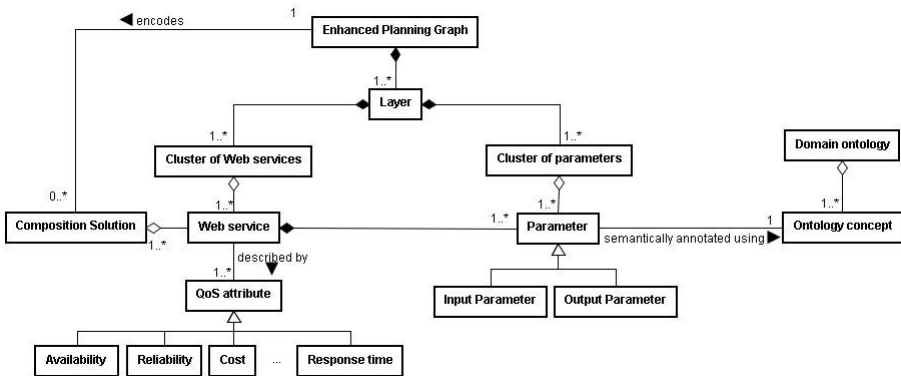 1
encodes
Enhanced Planning Graph
1..*
Layer
1..*
1..*
Cluster of Web services
Cluster of parameters
Domain ontology
0..*
1..*
1..*
1..*
Composition Solution
Web service
1..*
Parameter
1
Ontology concept
1..*
semantically annotated using
described by
1..*
QoS attribute
Input Parameter
Output Parameter
Availability
Reliability
Cost
...
Response time